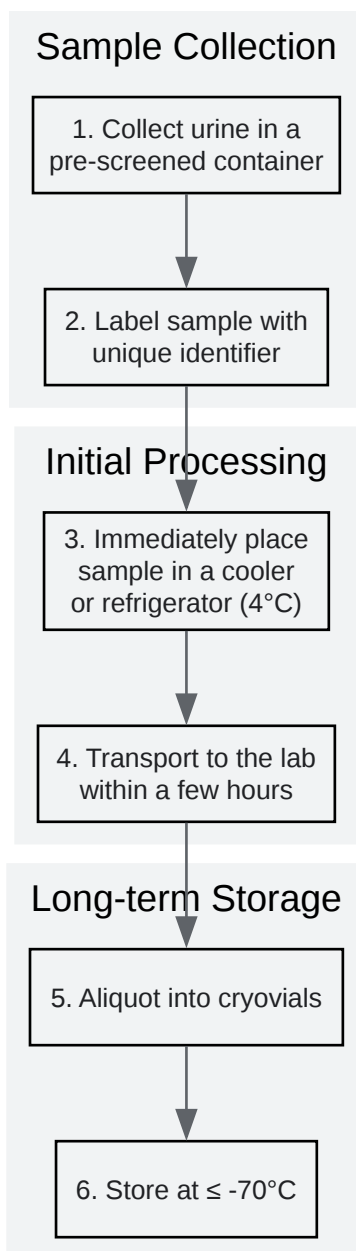 Sample Collection
1. Collect urine in a
pre-screened container
2. Label sample with
unique identifier
Initial Processing
3. Immediately place
sample in a cooler
or refrigerator (4°C)
4. Transport to the lab
within a few hours
Long-term Storage
5. Aliquot into cryovials
6. Store at ≤ -70°C